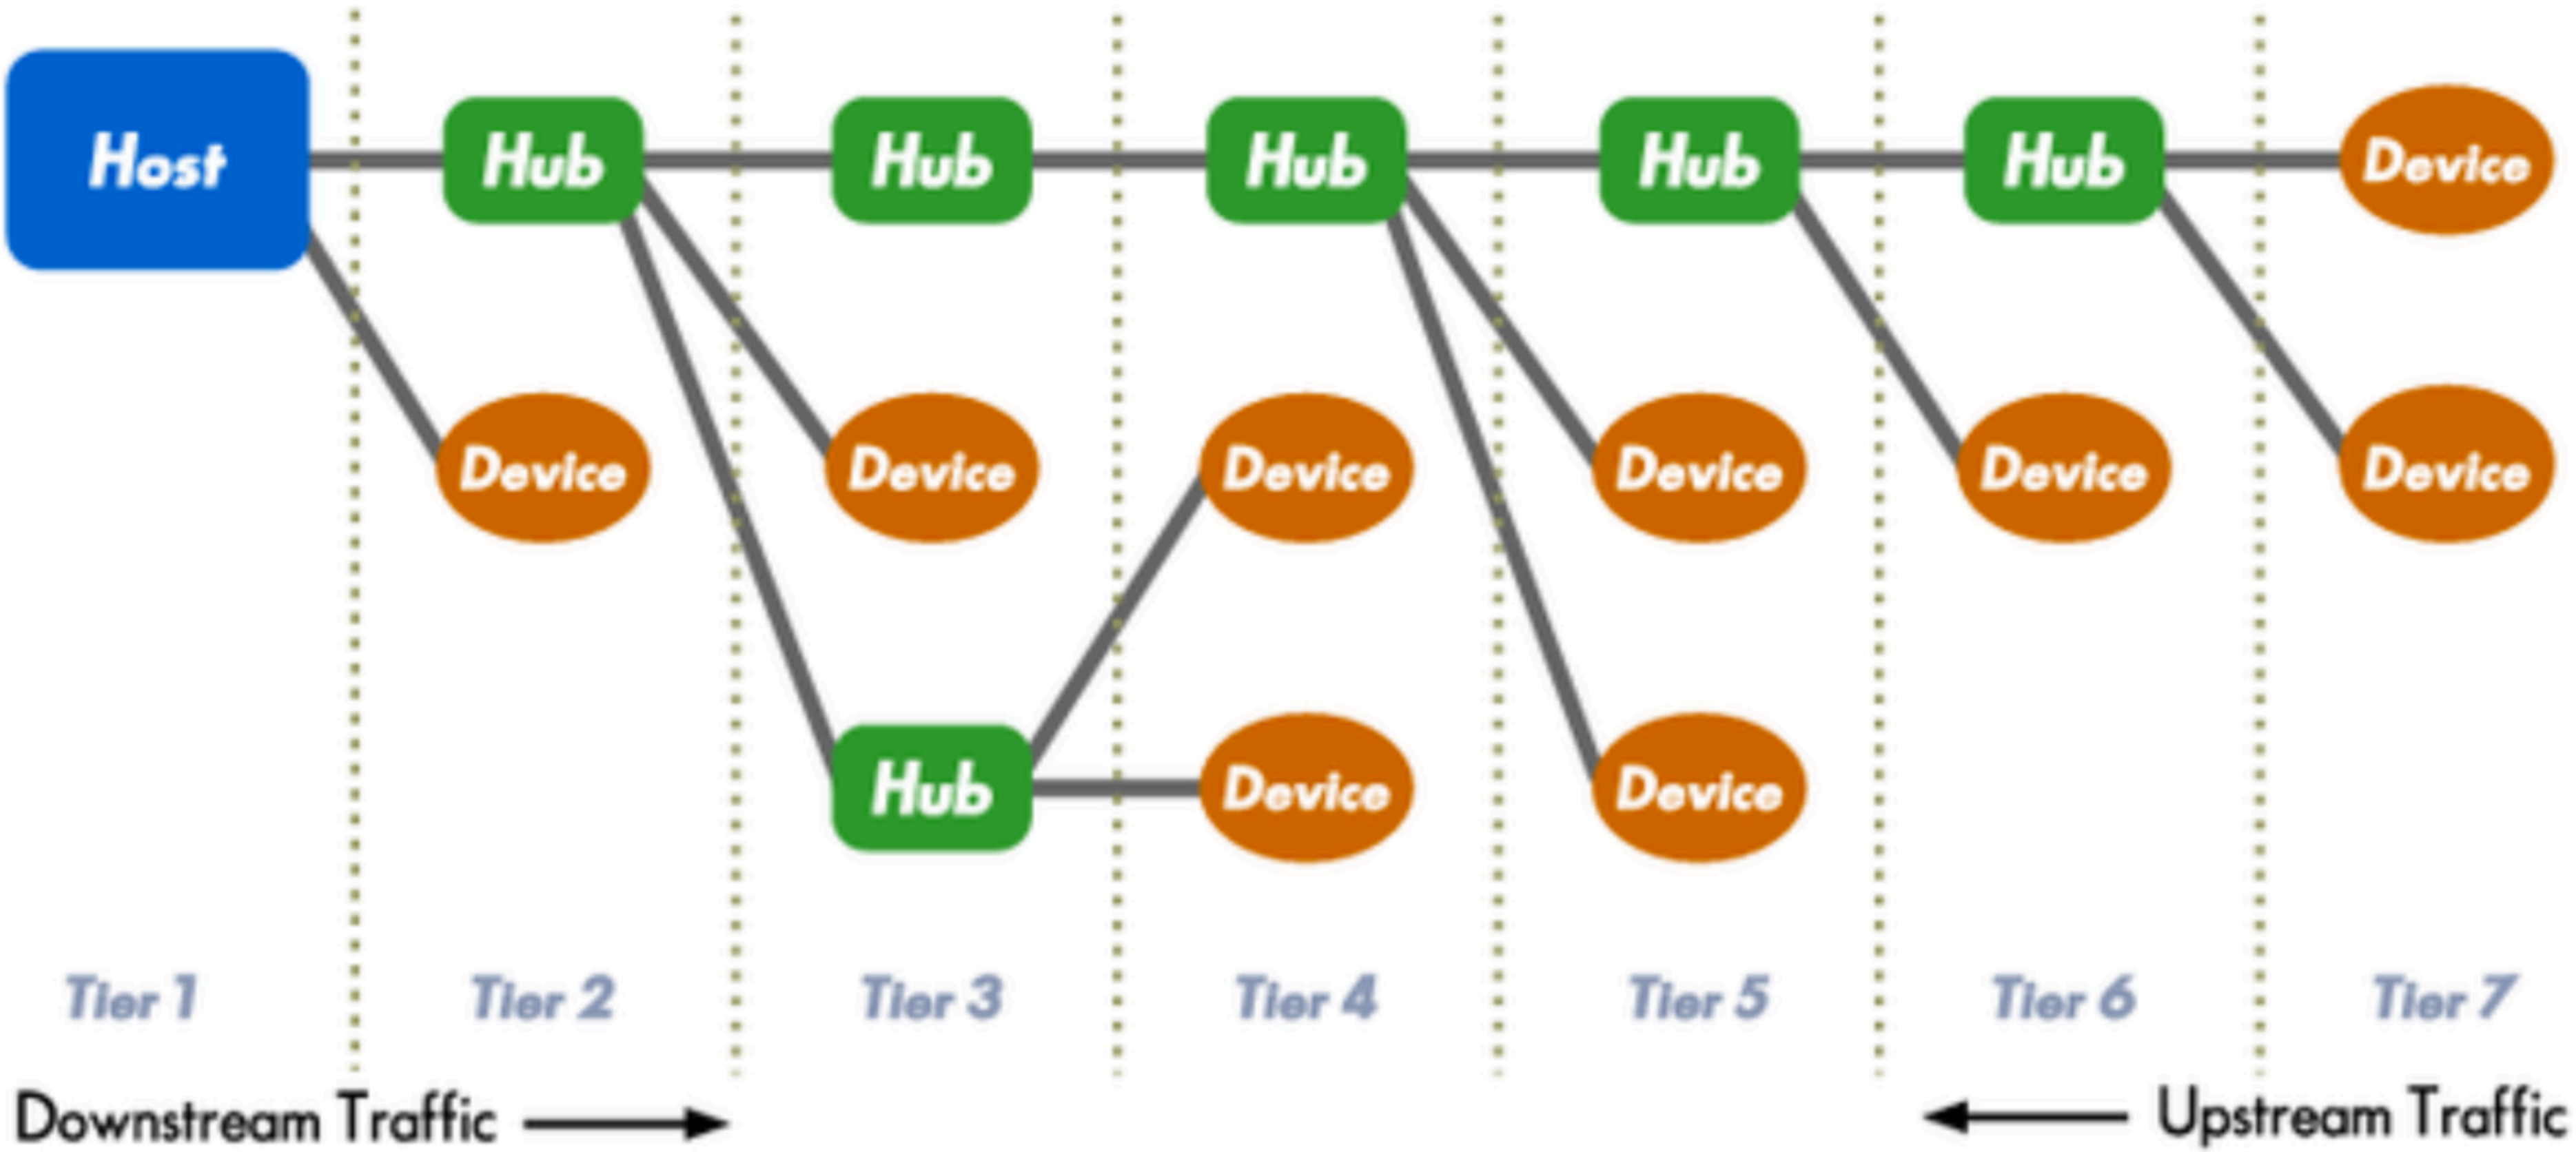 Host
Hub
Hub
Hub
Hub
Hub
Device
Device
Device
Device
Device
Device
Device
Hub
Device
Device
Tier 1
Tier 2
Tier 3
Tier 4
Tier 5
Tier 6
Tier 7
Downstream Traffic
Upstream Traffic